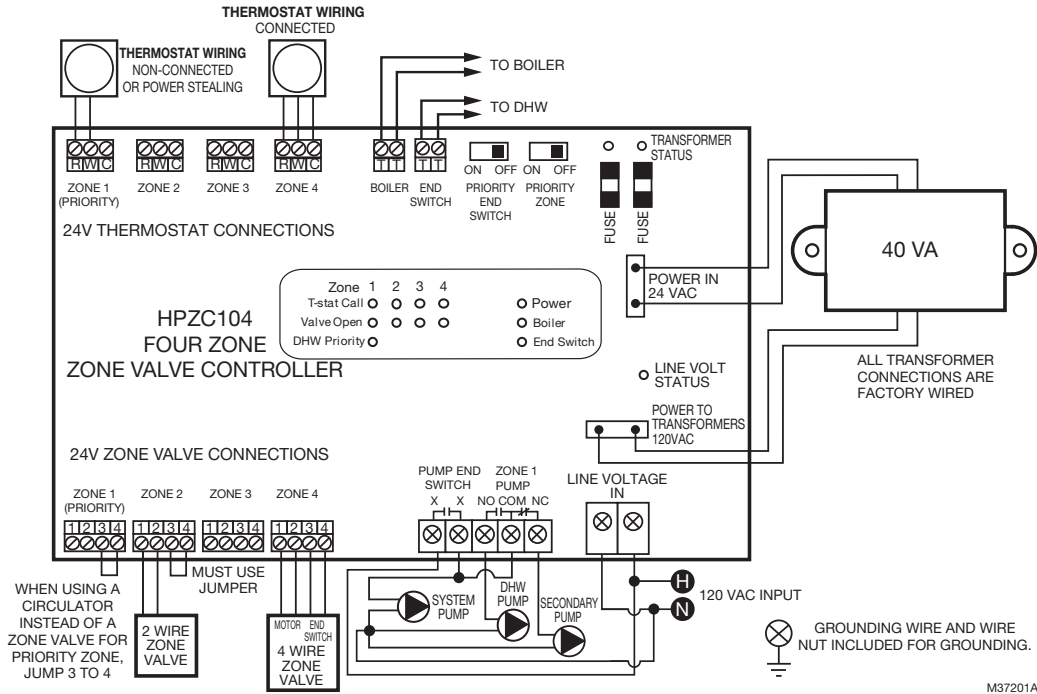 THERMOSTAT WIRING
CONNECTED
THERMOSTAT WIRING
NON-CONNECTED
OR POWER STEALING
TO BOILER
TO DHW
R W C
R W C
R W C
R W C
T T
T T
ON OFF
ON OFF
TRANSFORMER
STATUS
ZONE 1
(PRIORITY)
ZONE 2
ZONE 3
ZONE 4
BOILER
END
SWITCH
PRIORITY
END
SWITCH
PRIORITY
ZONE
FUSE
FUSE
24V THERMOSTAT CONNECTIONS
POWER IN
24 VAC
40 VA
Zone 1 2 3 4
T-stat Call
Valve Open
DHW Priority
Power
Boiler
End Switch
HPZC104
FOUR ZONE
ZONE VALVE CONTROLLER
LINE VOLT
STATUS
ALL TRANSFORMER
CONNECTIONS ARE
FACTORY WIRED
POWER TO
TRANSFORMERS
120VAC
24V ZONE VALVE CONNECTIONS
ZONE 1
(PRIORITY)
ZONE 2
ZONE 3
ZONE 4
1 2 3 4
1 2 3 4
1 2 3 4
1 2 3 4
PUMP END
SWITCH
X X
ZONE 1
PUMP
NO COM NC
LINE VOLTAGE
IN
WHEN USING A
CIRCULATOR
INSTEAD OF A
ZONE VALVE FOR
PRIORITY ZONE,
JUMP 3 TO 4
2 WIRE
ZONE
VALVE
MUST USE
JUMPER
MOTOR
END
SWITCH
4 WIRE
ZONE
VALVE
SYSTEM
PUMP
DHW
PUMP
SECONDARY
PUMP
H
N
120 VAC INPUT
GROUNDING WIRE AND WIRE
NUT INCLUDED FOR GROUNDING.
M37201A